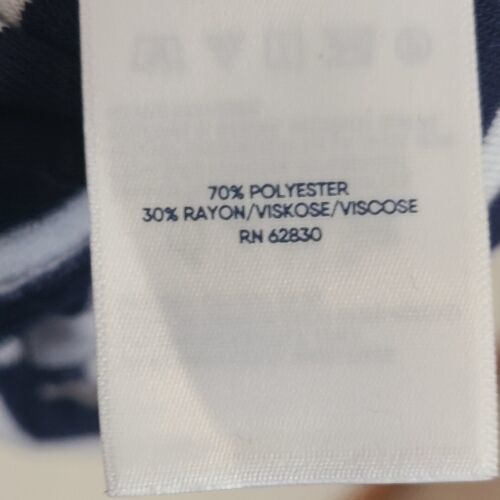 70% POLYESTER
30% RAYON/VISKOSE/VISCOSE
RN 62830